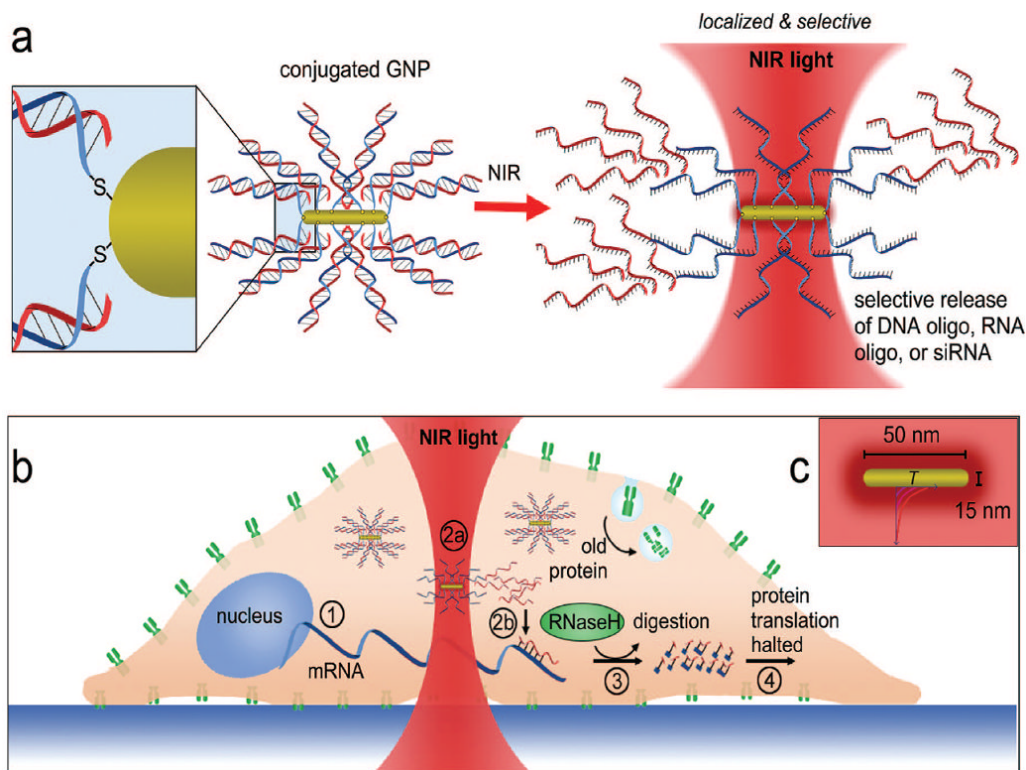 a
conjugated GNP
S
S
NIR
localized & selective
NIR light
selective release
of DNA oligo, RNA
oligo, or siRNA
b
NIR light
2a
nucleus
1
mRNA
old
protein
2b
RNaseH
digestion
3
protein
translation
halted
4
c
50 nm
T
15 nm